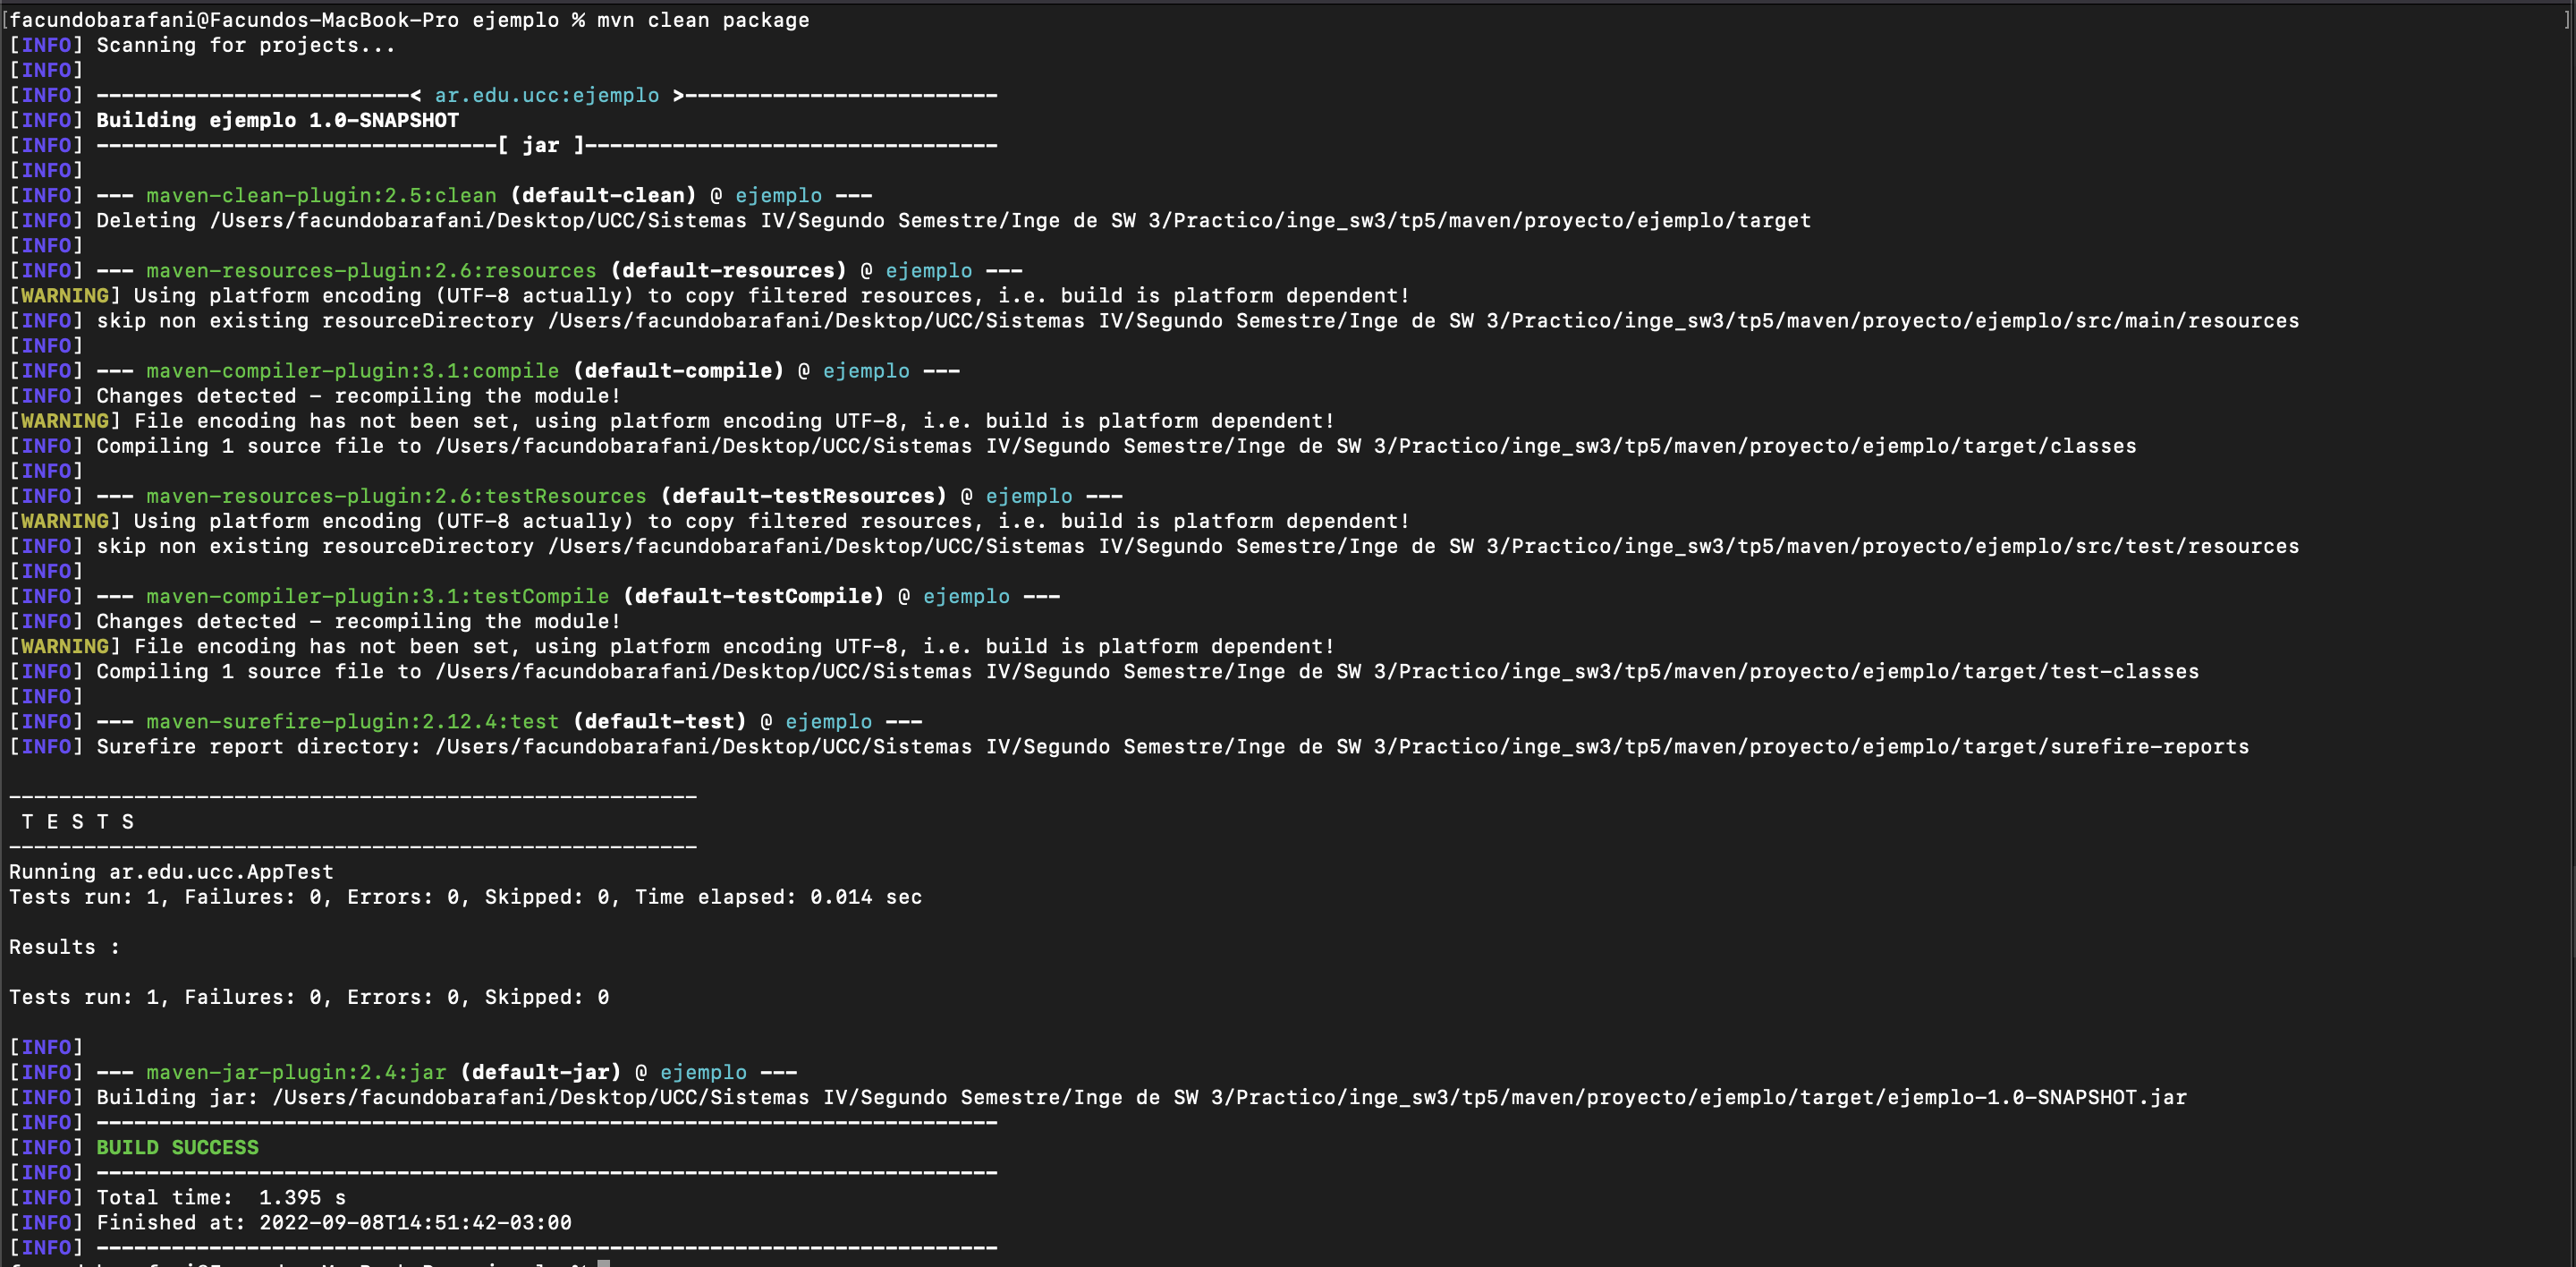 [facundobarafani@Facundos-MacBook-Pro ejemplo % mvn clean package ]
[INFO] Scanning for projects...
[INFO]
[INFO] -------------------------< ar.edu.ucc:ejemplo >-------------------------
[INFO] Building ejemplo 1.0-SNAPSHOT
[INFO] --------------------------------[ jar ]---------------------------------
[INFO]
[INFO] --- maven-clean-plugin:2.5:clean (default-clean) @ ejemplo ---
[INFO] Deleting /Users/facundobarafani/Desktop/UCC/Sistemas IV/Segundo Semestre/Inge de SW 3/Practico/inge_sw3/tp5/maven/proyecto/ejemplo/target
[INFO]
[INFO] --- maven-resources-plugin:2.6:resources (default-resources) @ ejemplo ---
[WARNING] Using platform encoding (UTF-8 actually) to copy filtered resources, i.e. build is platform dependent!
[INFO] skip non existing resourceDirectory /Users/facundobarafani/Desktop/UCC/Sistemas IV/Segundo Semestre/Inge de SW 3/Practico/inge_sw3/tp5/maven/proyecto/ejemplo/src/main/resources
[INFO]
[INFO] --- maven-compiler-plugin:3.1:compile (default-compile) @ ejemplo ---
[INFO] Changes detected - recompiling the module!
[WARNING] File encoding has not been set, using platform encoding UTF-8, i.e. build is platform dependent!
[INFO] Compiling 1 source file to /Users/facundobarafani/Desktop/UCC/Sistemas IV/Segundo Semestre/Inge de SW 3/Practico/inge_sw3/tp5/maven/proyecto/ejemplo/target/classes
[INFO]
[INFO] --- maven-resources-plugin:2.6:testResources (default-testResources) @ ejemplo ---
[WARNING] Using platform encoding (UTF-8 actually) to copy filtered resources, i.e. build is platform dependent!
[INFO] skip non existing resourceDirectory /Users/facundobarafani/Desktop/UCC/Sistemas IV/Segundo Semestre/Inge de SW 3/Practico/inge_sw3/tp5/maven/proyecto/ejemplo/src/test/resources
[INFO]
[INFO] --- maven-compiler-plugin:3.1:testCompile (default-testCompile) @ ejemplo ---
[INFO] Changes detected - recompiling the module!
[WARNING] File encoding has not been set, using platform encoding UTF-8, i.e. build is platform dependent!
[INFO] Compiling 1 source file to /Users/facundobarafani/Desktop/UCC/Sistemas IV/Segundo Semestre/Inge de SW 3/Practico/inge_sw3/tp5/maven/proyecto/ejemplo/target/test-classes
[INFO]
[INFO] --- maven-surefire-plugin:2.12.4:test (default-test) @ ejemplo ---
[INFO] Surefire report directory: /Users/facundobarafani/Desktop/UCC/Sistemas IV/Segundo Semestre/Inge de SW 3/Practico/inge_sw3/tp5/maven/proyecto/ejemplo/target/surefire-reports
-------------------------------------------------------
T E S T S
-------------------------------------------------------
Running ar.edu.ucc.AppTest
Tests run: 1, Failures: 0, Errors: 0, Skipped: 0, Time elapsed: 0.014 sec
Results :
Tests run: 1, Failures: 0, Errors: 0, Skipped: 0
[INFO]
[INFO] --- maven-jar-plugin:2.4:jar (default-jar) @ ejemplo ---
[INFO] Building jar: /Users/facundobarafani/Desktop/UCC/Sistemas IV/Segundo Semestre/Inge de SW 3/Practico/inge_sw3/tp5/maven/proyecto/ejemplo/target/ejemplo-1.0-SNAPSHOT.jar
[INFO] ------------------------------------------------------------------------
[INFO] BUILD SUCCESS
[INFO] ------------------------------------------------------------------------
[INFO] Total time:  1.395 s
[INFO] Finished at: 2022-09-08T14:51:42-03:00
[INFO] ------------------------------------------------------------------------